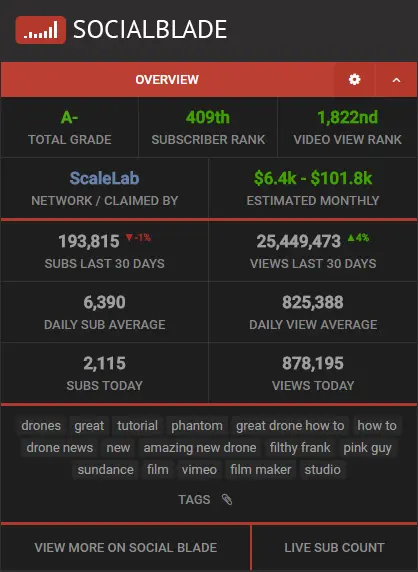 SOCIALBLADE
OVERVIEW
A- 409th 1,822nd
TOTAL GRADE SUBSCRIBER RANK VIDEO VIEW RANK
ScaleLab $6.4k - $101.8k
NETWORK / CLAIMED BY ESTIMATED MONTHLY
193,815 ▼-1% 25,449,473 ▲4%
SUBS LAST 30 DAYS VIEWS LAST 30 DAYS
6,390 825,388
DAILY SUB AVERAGE DAILY VIEW AVERAGE
2,115 878,195
SUBS TODAY VIEWS TODAY
drones great tutorial phantom great drone how to how to
drone news new amazing new drone filthy frank pink guy
sundance film vimeo film maker studio
TAGS
VIEW MORE ON SOCIAL BLADE LIVE SUB COUNT